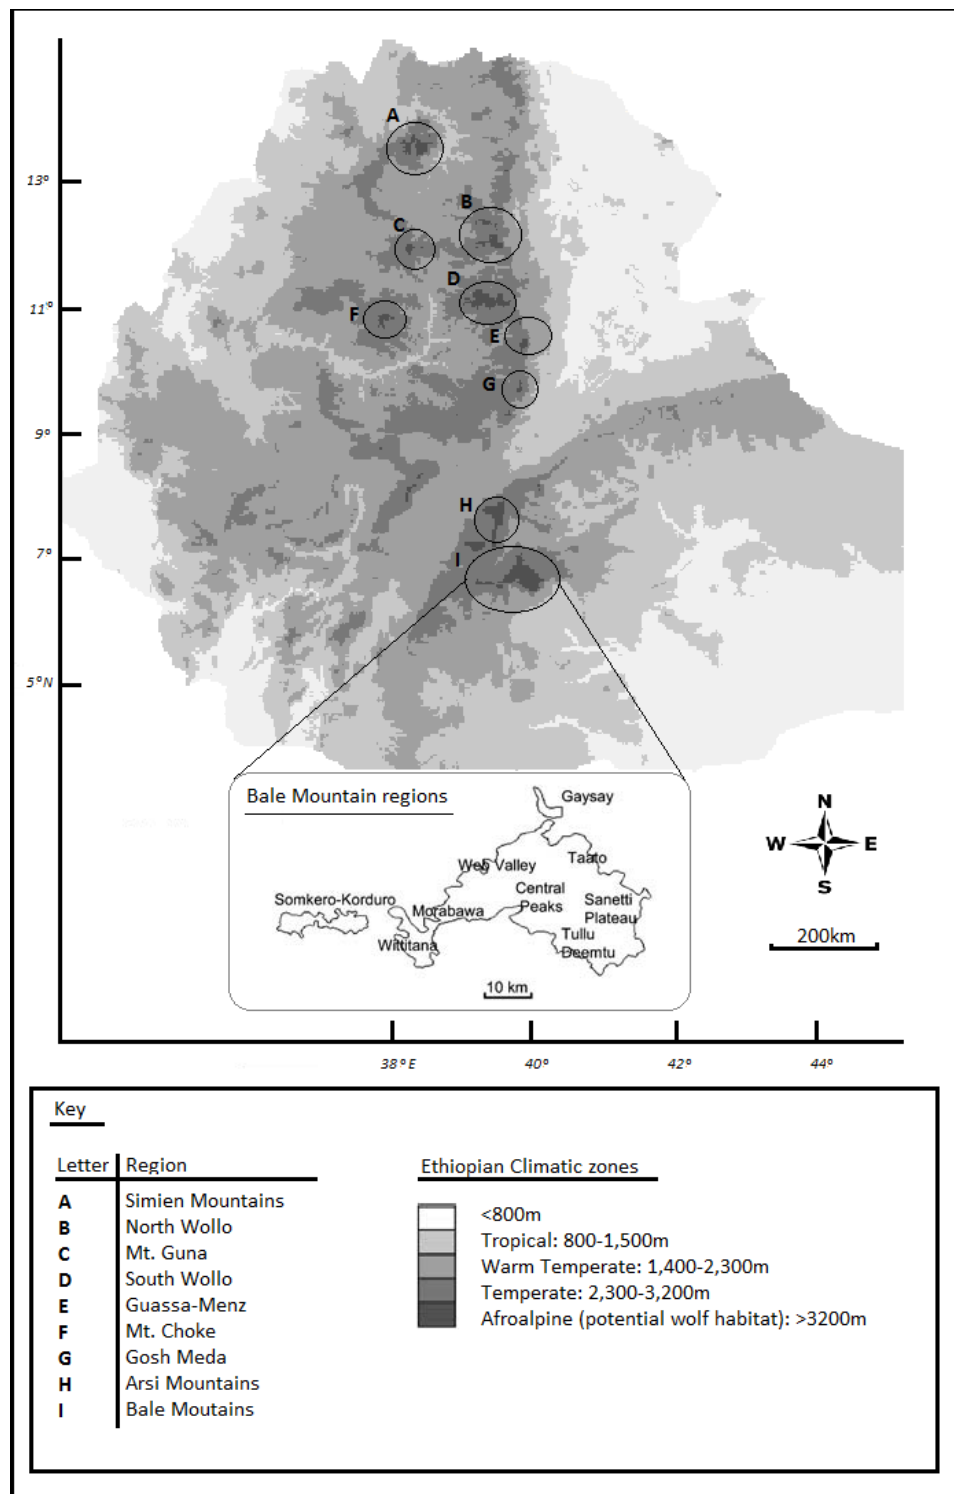 A
13°
B
C
D
11°
F
E
G
9°
H
7°
I
5°N
Bale Mountain regions
Gaysay
Web Valley
Taato
Central
Peaks
Sanetti
Plateau
Somkero-Korduro
Morabawa
Wittitana
Tullu
Deemtu
10 km
N
W
E
S
200km
38°E
40°
42°
44°
Key
Letter Region
A Simien Mountains
B North Wollo
C Mt. Guna
D South Wollo
E Guassa-Menz
F Mt. Choke
G Gosh Meda
H Arsi Mountains
I Bale Moutains
Ethiopian Climatic zones
<800m
Tropical: 800-1,500m
Warm Temperate: 1,400-2,300m
Temperate: 2,300-3,200m
Afroalpine (potential wolf habitat): >3200m